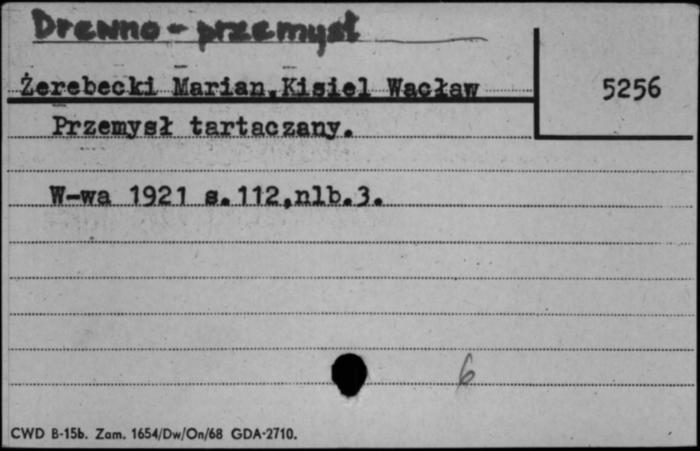 Drewno - przemysł
Żerebecki Marian,Kisiel Wacław
5256
Przemysł tartaczany.
W-wa 1921 s.112,nlb.3.
6
CWD B-15b. Zam. 1654/Dw/On/68 GDA-2710.